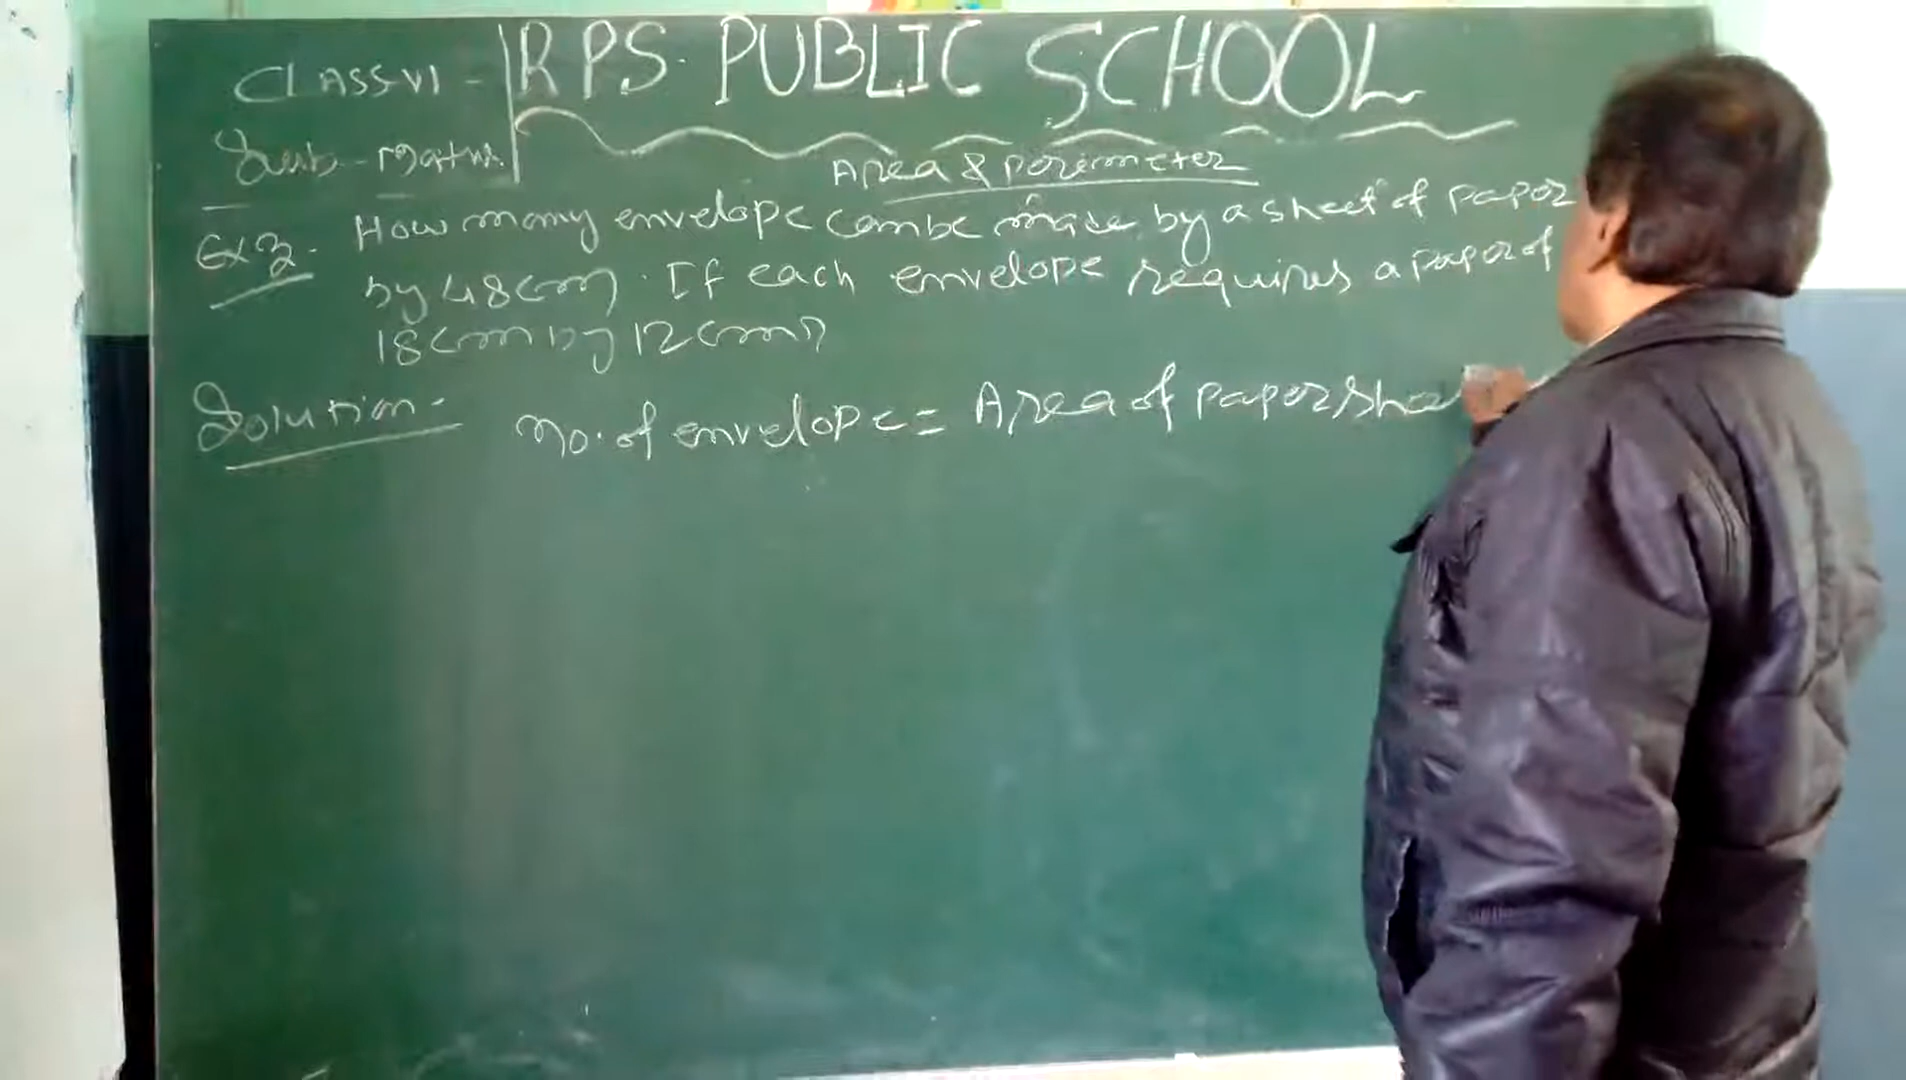 CLASS VI - RPS. PUBLIC SCHOOL
Sub - Maths
Area & perimeter
Ex 3. How many envelope can be made by a sheet of paper
by 48cm. If each envelope requires a paper of
18cm by 12cm?
Solution - no. of envelope = Area of paper shee